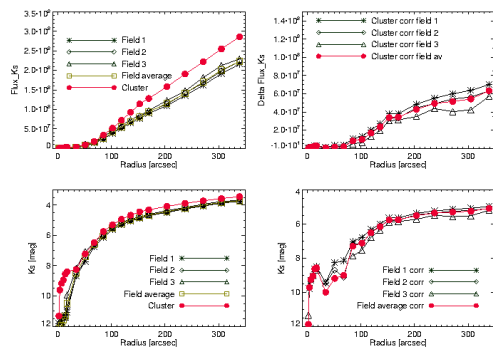 3.5•10⁸
3.0•10⁸
2.5•10⁸
2.0•10⁸
1.5•10⁸
1.0•10⁸
5.0•10⁷
0
Flux_Ks
Field 1
Field 2
Field 3
Field average
Cluster
0 100 200 300
Radius [arcsec]
1.4•10⁸
1.2•10⁸
1.0•10⁸
8.0•10⁷
6.0•10⁷
4.0•10⁷
2.0•10⁷
-1.0•10⁰
Delta Flux_Ks
Cluster corr field 1
Cluster corr field 2
Cluster corr field 3
Cluster corr field av
0 100 200 300
Radius [arcsec]
4
6
8
10
12
Ks [mag]
Field 1
Field 2
Field 3
Field average
Cluster
0 100 200 300
Radius [arcsec]
4
6
8
10
12
Ks [mag]
Field 1 corr
Field 2 corr
Field 3 corr
Field average corr
0 100 200 300
Radius [arcsec]